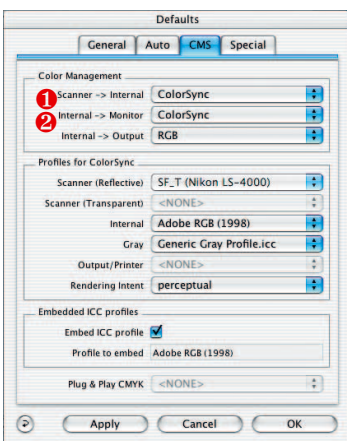 Defaults
General Auto CMS Special
Color Management
1 Scanner -> Internal ColorSync
2 Internal -> Monitor ColorSync
Internal -> Output RGB
Profiles for ColorSync
Scanner (Reflective) SF_T (Nikon LS-4000)
Scanner (Transparent) <NONE>
Internal Adobe RGB (1998)
Gray Generic Gray Profile.icc
Output/Printer <NONE>
Rendering Intent perceptual
Embedded ICC profiles
Embed ICC profile
Profile to embed Adobe RGB (1998)
Plug & Play CMYK <NONE>
? Apply Cancel OK